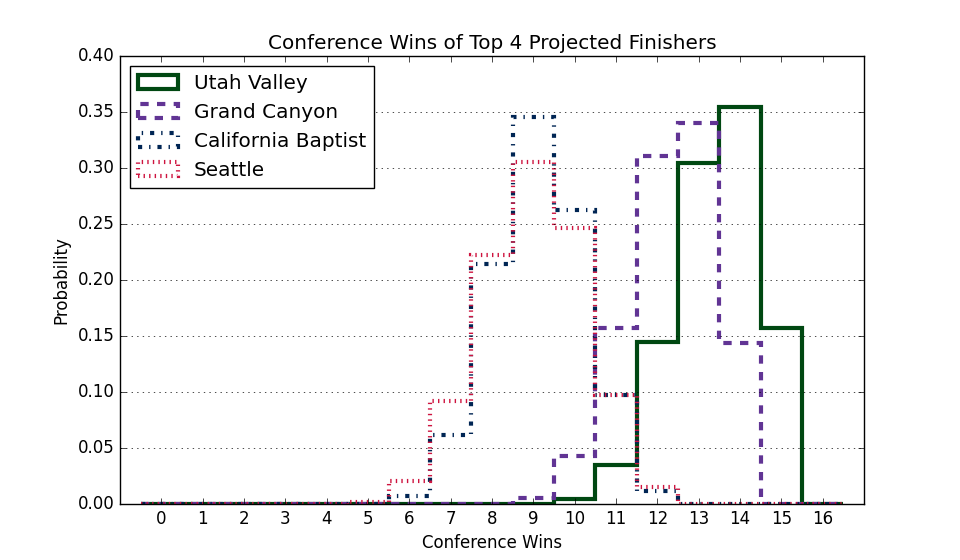 Conference Wins of Top 4 Projected Finishers
Utah Valley
Grand Canyon
California Baptist
Seattle
0.40
0.35
0.30
0.25
0.20
0.15
0.10
0.05
0.00
Probability
0 1 2 3 4 5 6 7 8 9 10 11 12 13 14 15 16
Conference Wins